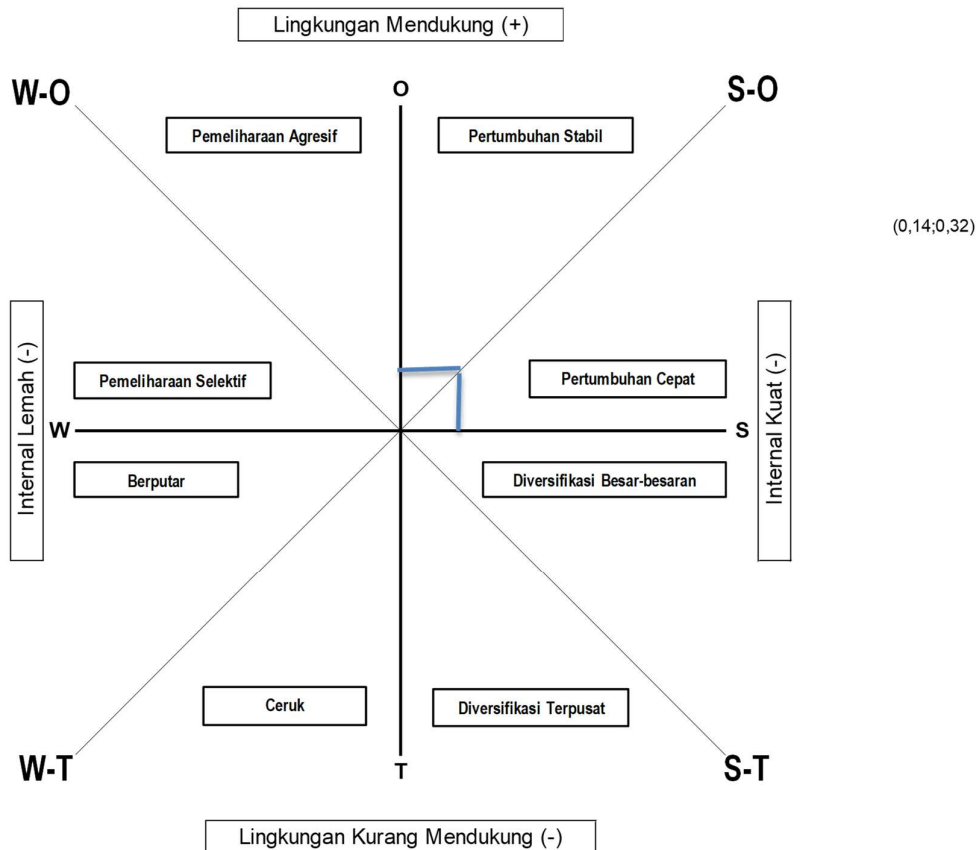 Lingkungan Mendukung (+)
W-O
O
S-O
Pemeliharaan Agresif
Pertumbuhan Stabil
(0,14;0,32)
Internal Lemah (-)
Pemeliharaan Selektif
Pertumbuhan Cepat
Internal Kuat (-)
W
S
Berputar
Diversifikasi Besar-besaran
Ceruk
Diversifikasi Terpusat
W-T
T
S-T
Lingkungan Kurang Mendukung (-)